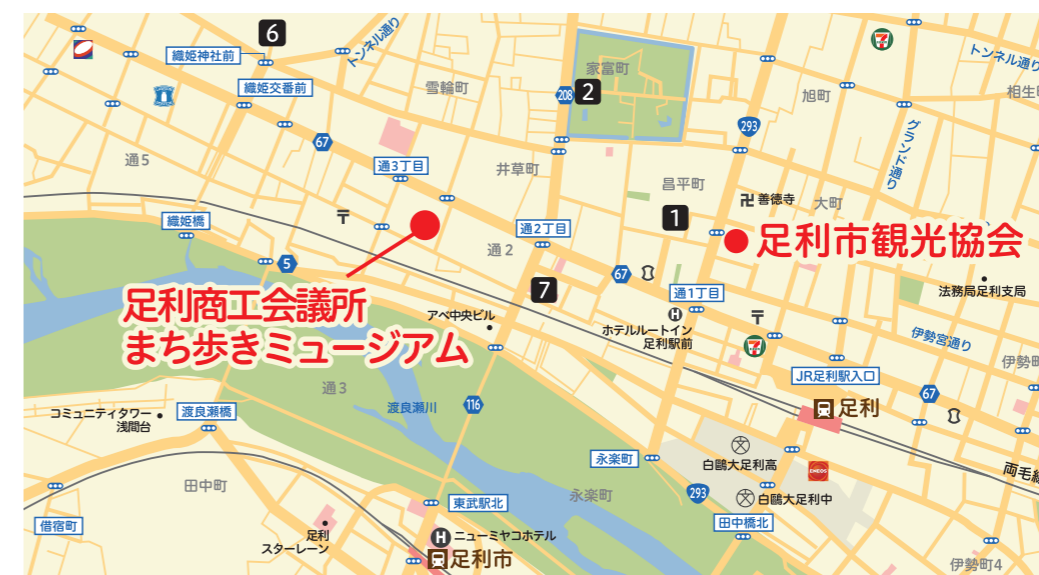 6
トンネル通り
織姫神社前
織姫交番前
雪輪町
家富町
208
2
旭町
トンネル通り
相生
67
293
グランド通り
通5
通3丁目
井草町
昌平町
卍善徳寺
大町
織姫橋
〒
通2丁目
通2
1
足利市観光協会
5
67
7
通1丁目
法務局足利支局
足利商工会議所
まち歩きミュージアム
アベ中央ビル
H
ホテルルートイン
足利駅前
〒
7
伊勢宮通り
伊勢町
JR足利駅入口
通3
渡良瀬川
116
67
足利
コミュニティタワー
浅間台
渡良瀬橋
文
白鷗大足利高
ENEOS
永楽町
両毛線
田中町
東武駅北
永楽町
293
文
白鷗大足利中
借宿町
足利
スターレーン
H ニューミヤコホテル
足利市
田中橋北
伊勢町4